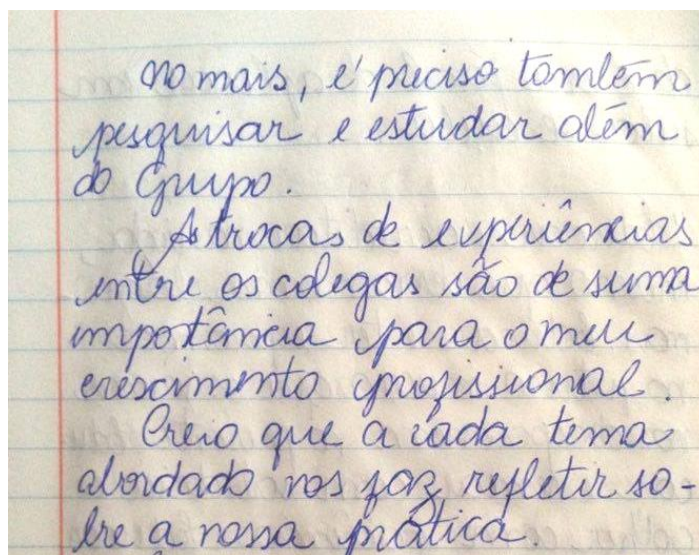 No mais, é preciso também
pesquisar e estudar além
do Grupo.
As trocas de experiências
entre os colegas são de suma
importância para o meu
crescimento profissional.
Creio que a cada tema
abordado nos faz refletir so-
bre a nossa prática.